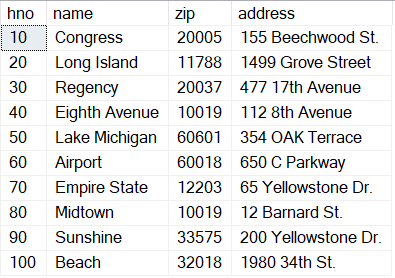 hno name zip address
10 Congress 20005 155 Beechwood St.
20 Long Island 11788 1499 Grove Street
30 Regency 20037 477 17th Avenue
40 Eighth Avenue 10019 112 8th Avenue
50 Lake Michigan 60601 354 OAK Terrace
60 Airport 60018 650 C Parkway
70 Empire State 12203 65 Yellowstone Dr.
80 Midtown 10019 12 Barnard St.
90 Sunshine 33575 200 Yellowstone Dr.
100 Beach 32018 1980 34th St.